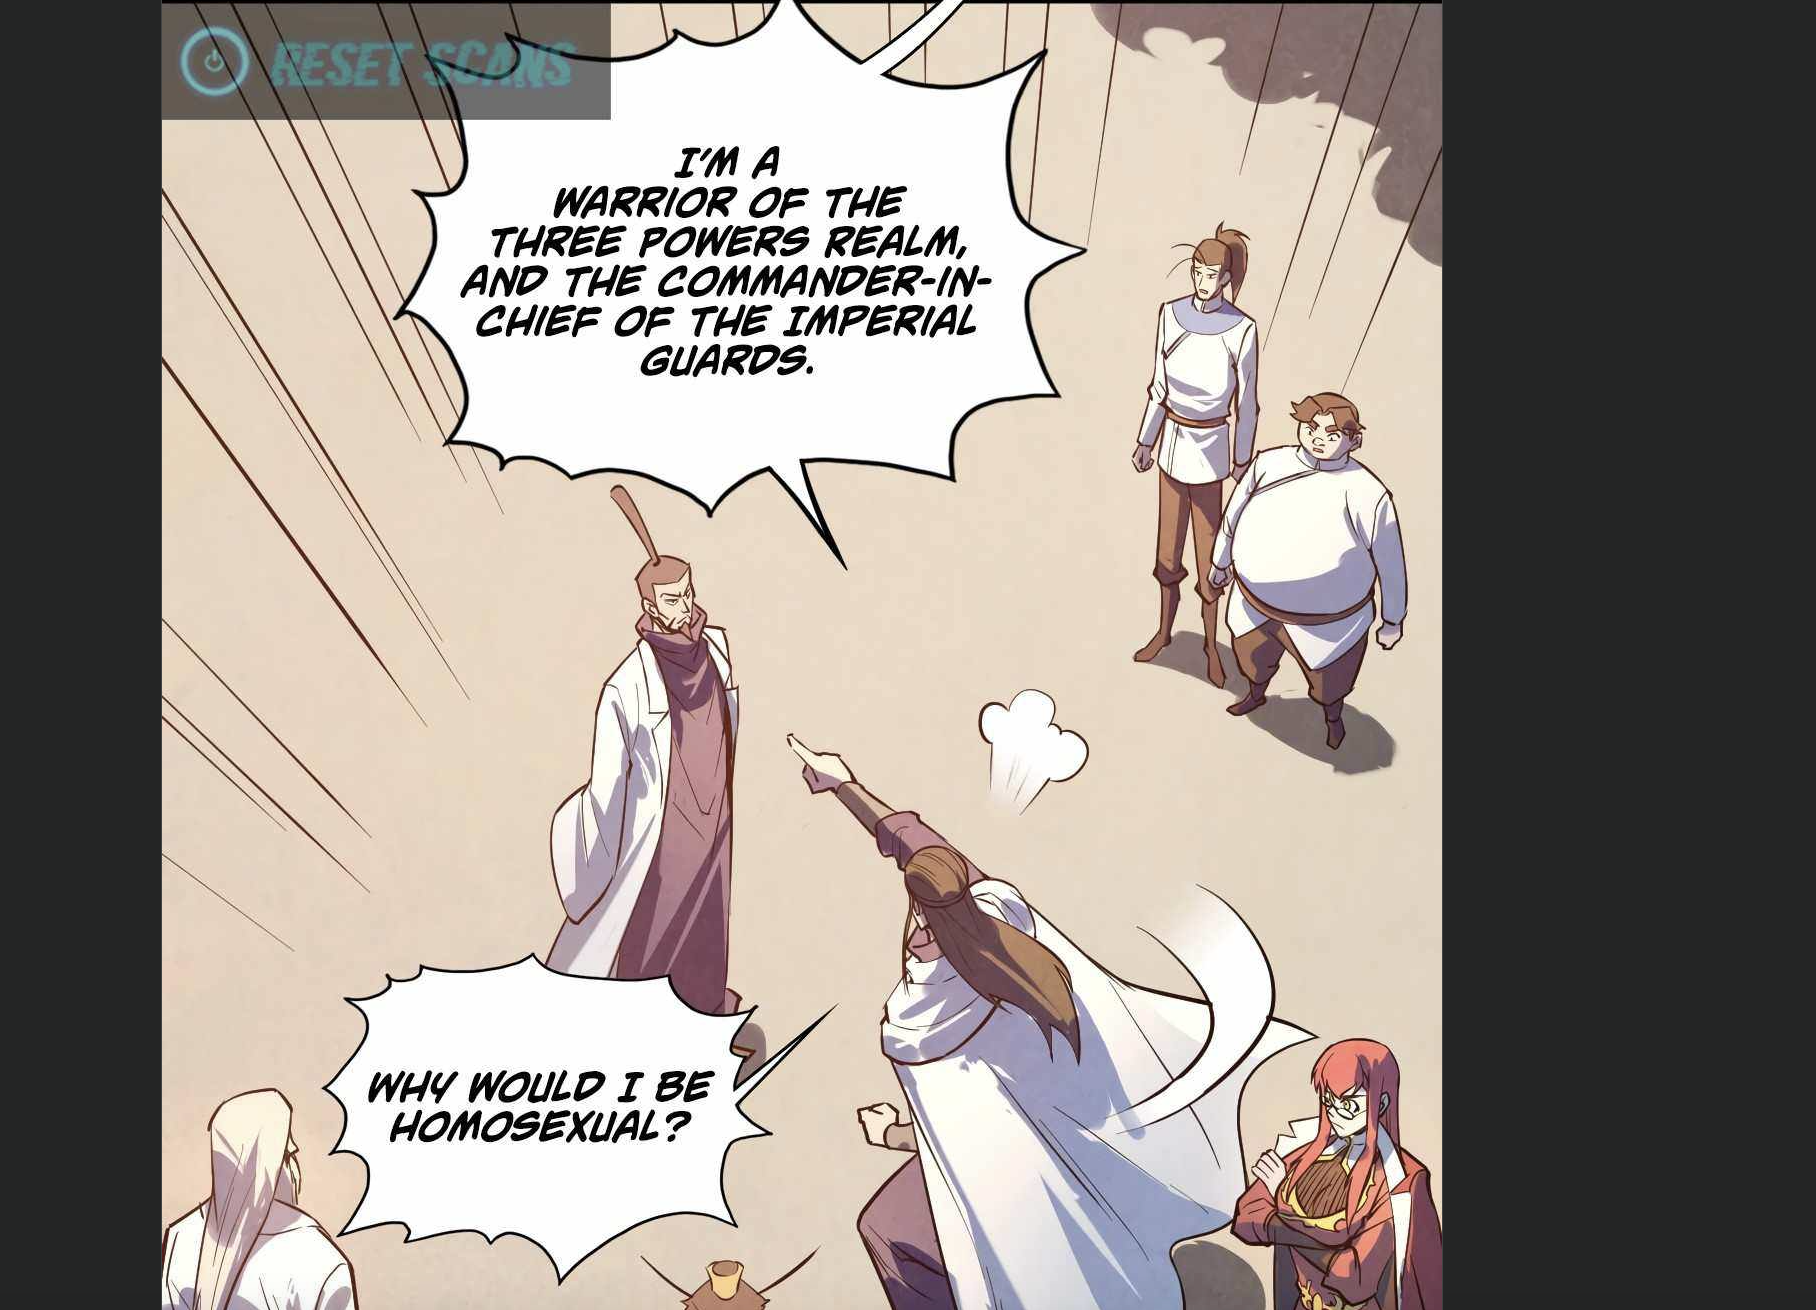 RESET SCANS
I'M A
WARRIOR OF THE
THREE POWERS REALM,
AND THE COMMANDER-IN-
CHIEF OF THE IMPERIAL
GUARDS.
WHY WOULD I BE
HOMOSEXUAL?